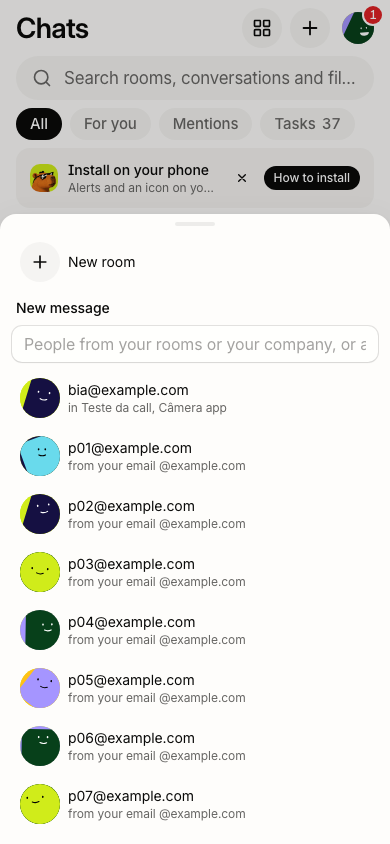 Chats
1
Search rooms, conversations and fil...
All
For you
Mentions
Tasks 37
Install on your phone
Alerts and an icon on yo...
How to install
New room
New message
People from your rooms or your company, or a
bia@example.com
in Teste da call, Câmera app
p01@example.com
from your email @example.com
p02@example.com
from your email @example.com
p03@example.com
from your email @example.com
p04@example.com
from your email @example.com
p05@example.com
from your email @example.com
p06@example.com
from your email @example.com
p07@example.com
from your email @example.com